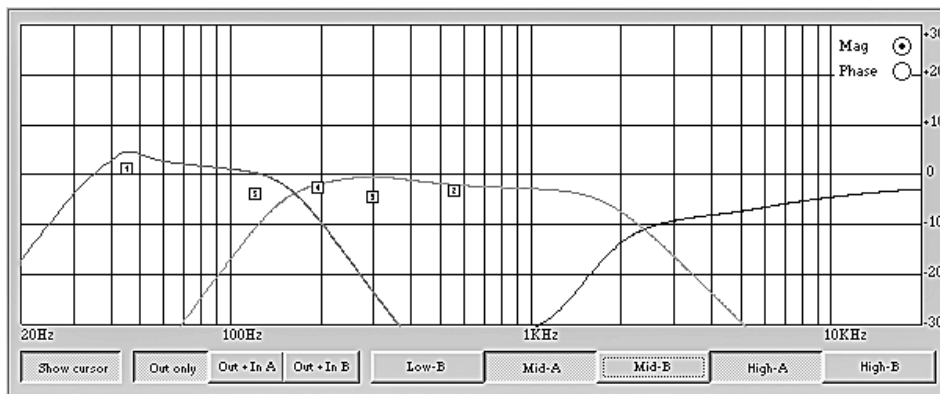 +30
Mag
Phase
+20
+10
0
-10
-20
-30
20Hz 100Hz 1KHz 10KHz
4 5 4 3 2
Show cursor Out only Out + In A Out + In B Low-B Mid-A Mid-B High-A High-B